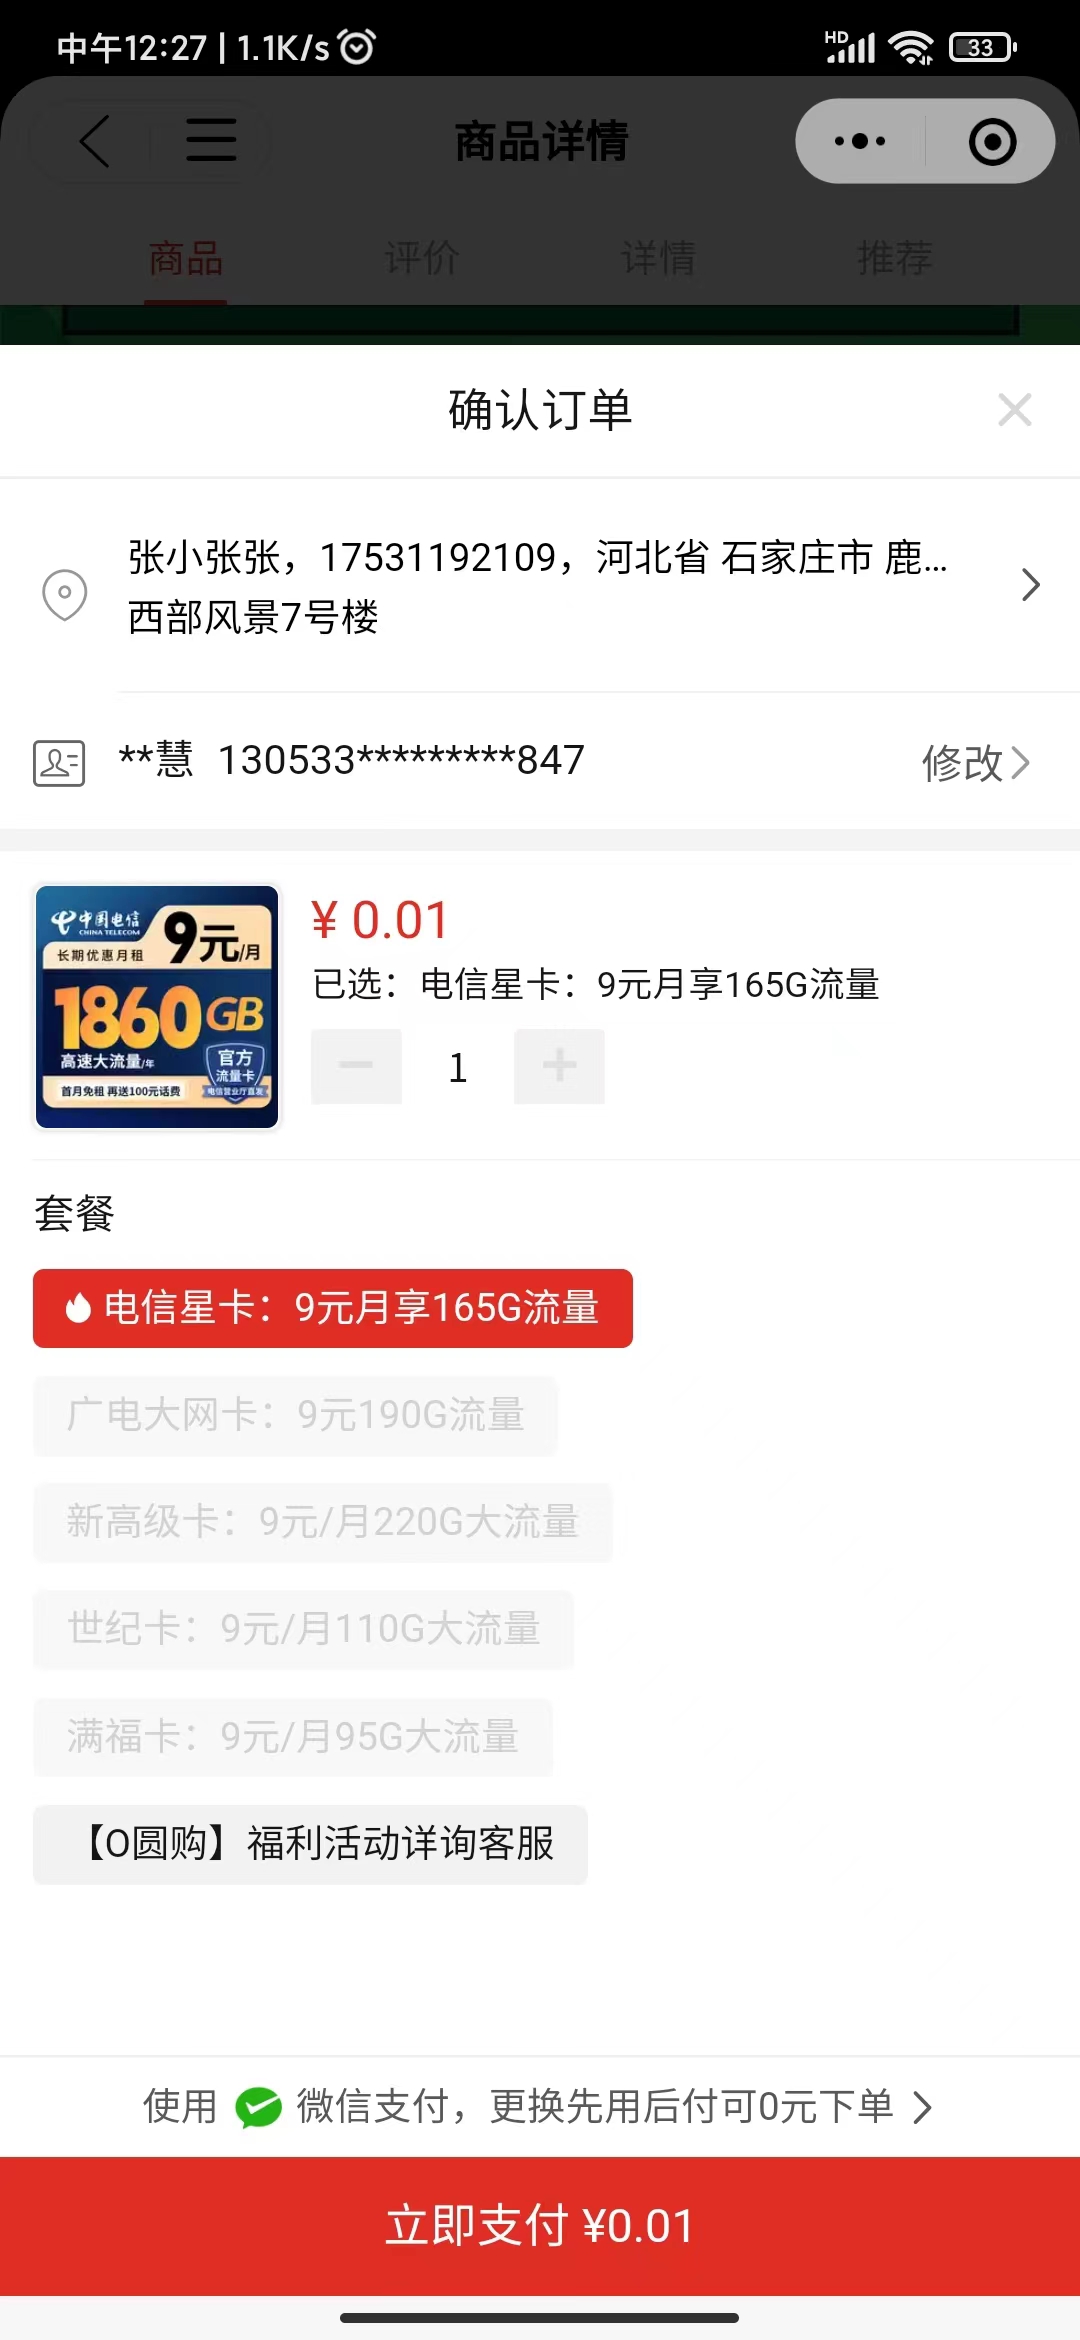 中午12:27 | 1.1K/s
HD
33
商品详情
商品
评价
详情
推荐
确认订单
张小张张，17531192109，河北省 石家庄市 鹿...
西部风景7号楼
**慧 130533*********847
修改
中国电信
CHINA TELECOM
9元/月
长期优惠月租
1860GB
高速大流量/年
官方
流量卡
首月免租 再送100元话费
电信营业厅直发
¥ 0.01
已选：电信星卡：9元月享165G流量
1
套餐
电信星卡：9元月享165G流量
广电大网卡：9元190G流量
新高级卡：9元/月220G大流量
世纪卡：9元/月110G大流量
满福卡：9元/月95G大流量
【O圆购】福利活动详询客服
使用 微信支付，更换先用后付可0元下单
立即支付 ¥0.01